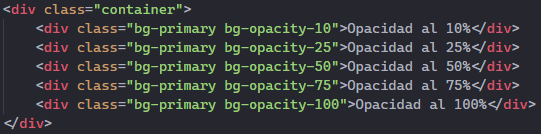 <div class="container">
    <div class="bg-primary bg-opacity-10">Opacidad al 10%</div>
    <div class="bg-primary bg-opacity-25">Opacidad al 25%</div>
    <div class="bg-primary bg-opacity-50">Opacidad al 50%</div>
    <div class="bg-primary bg-opacity-75">Opacidad al 75%</div>
    <div class="bg-primary bg-opacity-100">Opacidad al 100%</div>
</div>